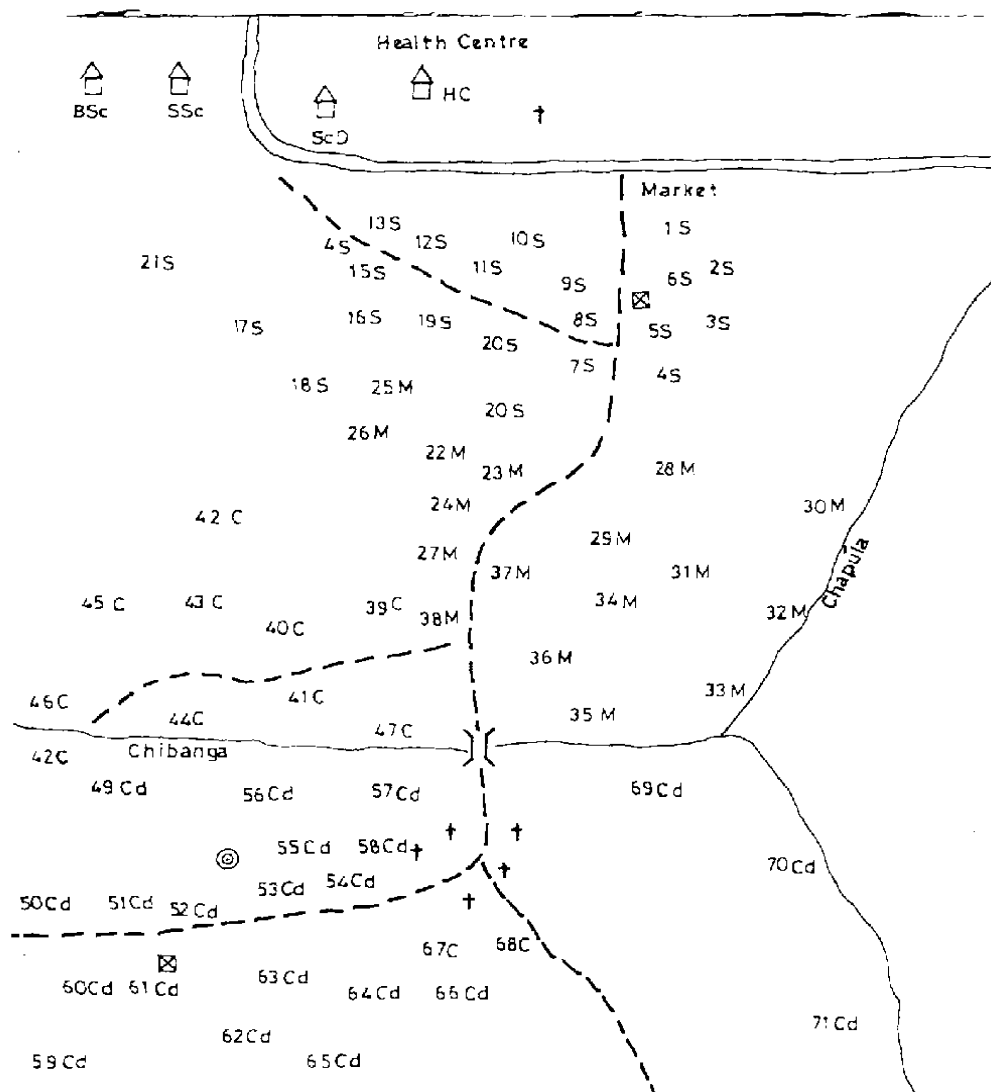 Health Centre
BSc
SSc
ScD
HC
Market
13S
12S
10S
1S
4S
11S
2S
21S
15S
9S
6S
17S
16S
19S
8S
5S
3S
20S
7S
4S
18S
25M
20S
26M
22M
23M
28M
24M
30M
42C
29M
27M
37M
31M
Chapula
45C
43C
39C
38M
34M
32M
40C
36M
46C
41C
33M
44C
47C
35M
42C
Chibanga
49Cd
56Cd
57Cd
69Cd
55Cd
58Cd
70Cd
50Cd
51Cd
52Cd
53Cd
54Cd
67C
68C
60Cd
61Cd
63Cd
64Cd
66Cd
62Cd
71Cd
59Cd
65Cd